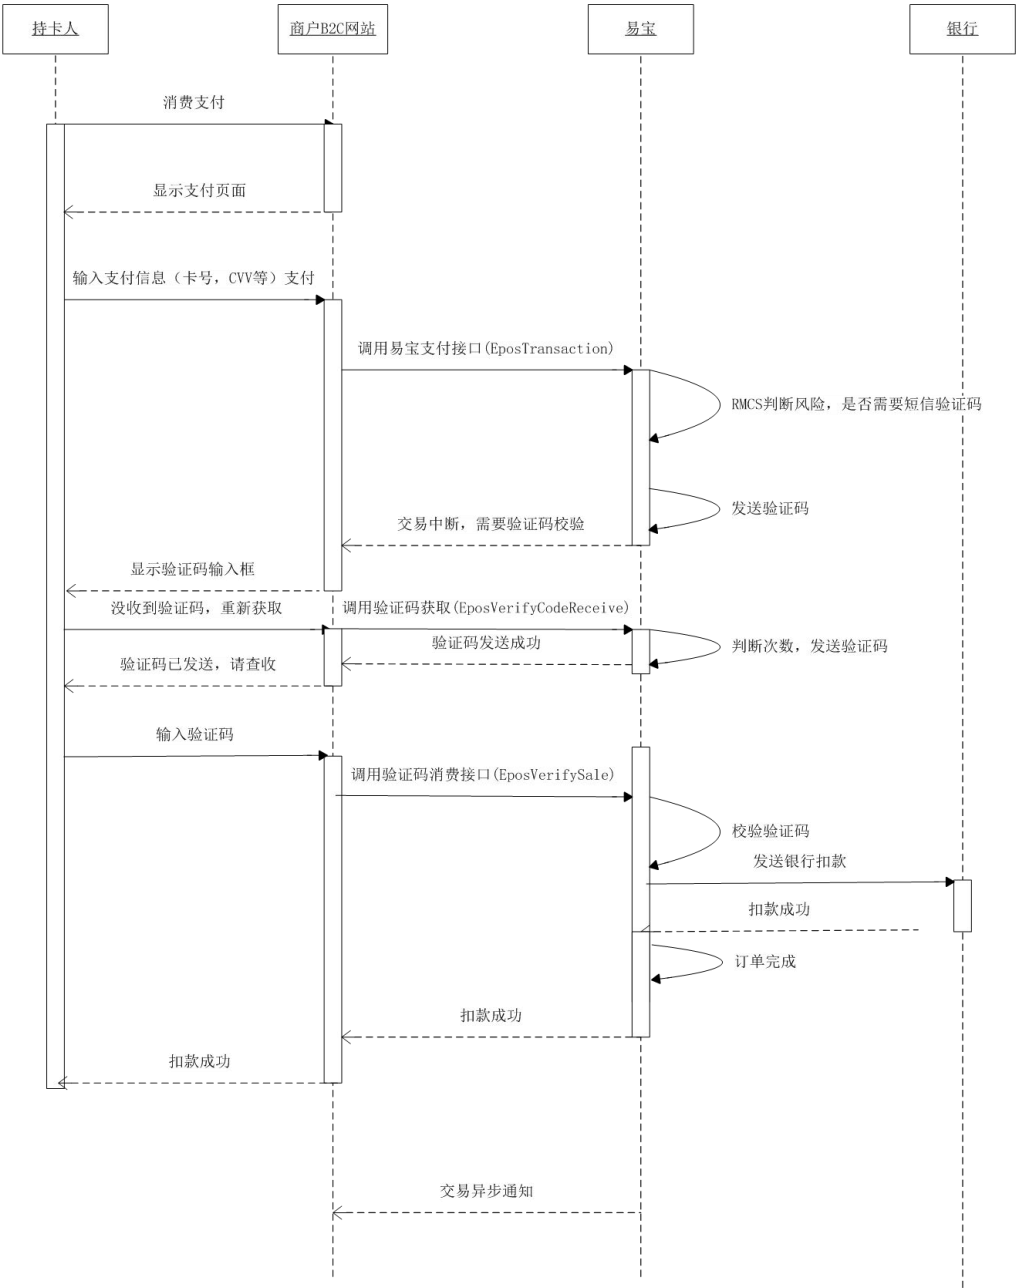 持卡人
商户B2C网站
易宝
银行
消费支付
显示支付页面
输入支付信息（卡号，CVV等）支付
调用易宝支付接口(EposTransaction)
RMCS判断风险，是否需要短信验证码
发送验证码
交易中断，需要验证码校验
显示验证码输入框
没收到验证码，重新获取
调用验证码获取(EposVerifyCodeReceive)
验证码发送成功
判断次数，发送验证码
验证码已发送，请查收
输入验证码
调用验证码消费接口(EposVerifySale)
校验验证码
发送银行扣款
扣款成功
订单完成
扣款成功
扣款成功
交易异步通知